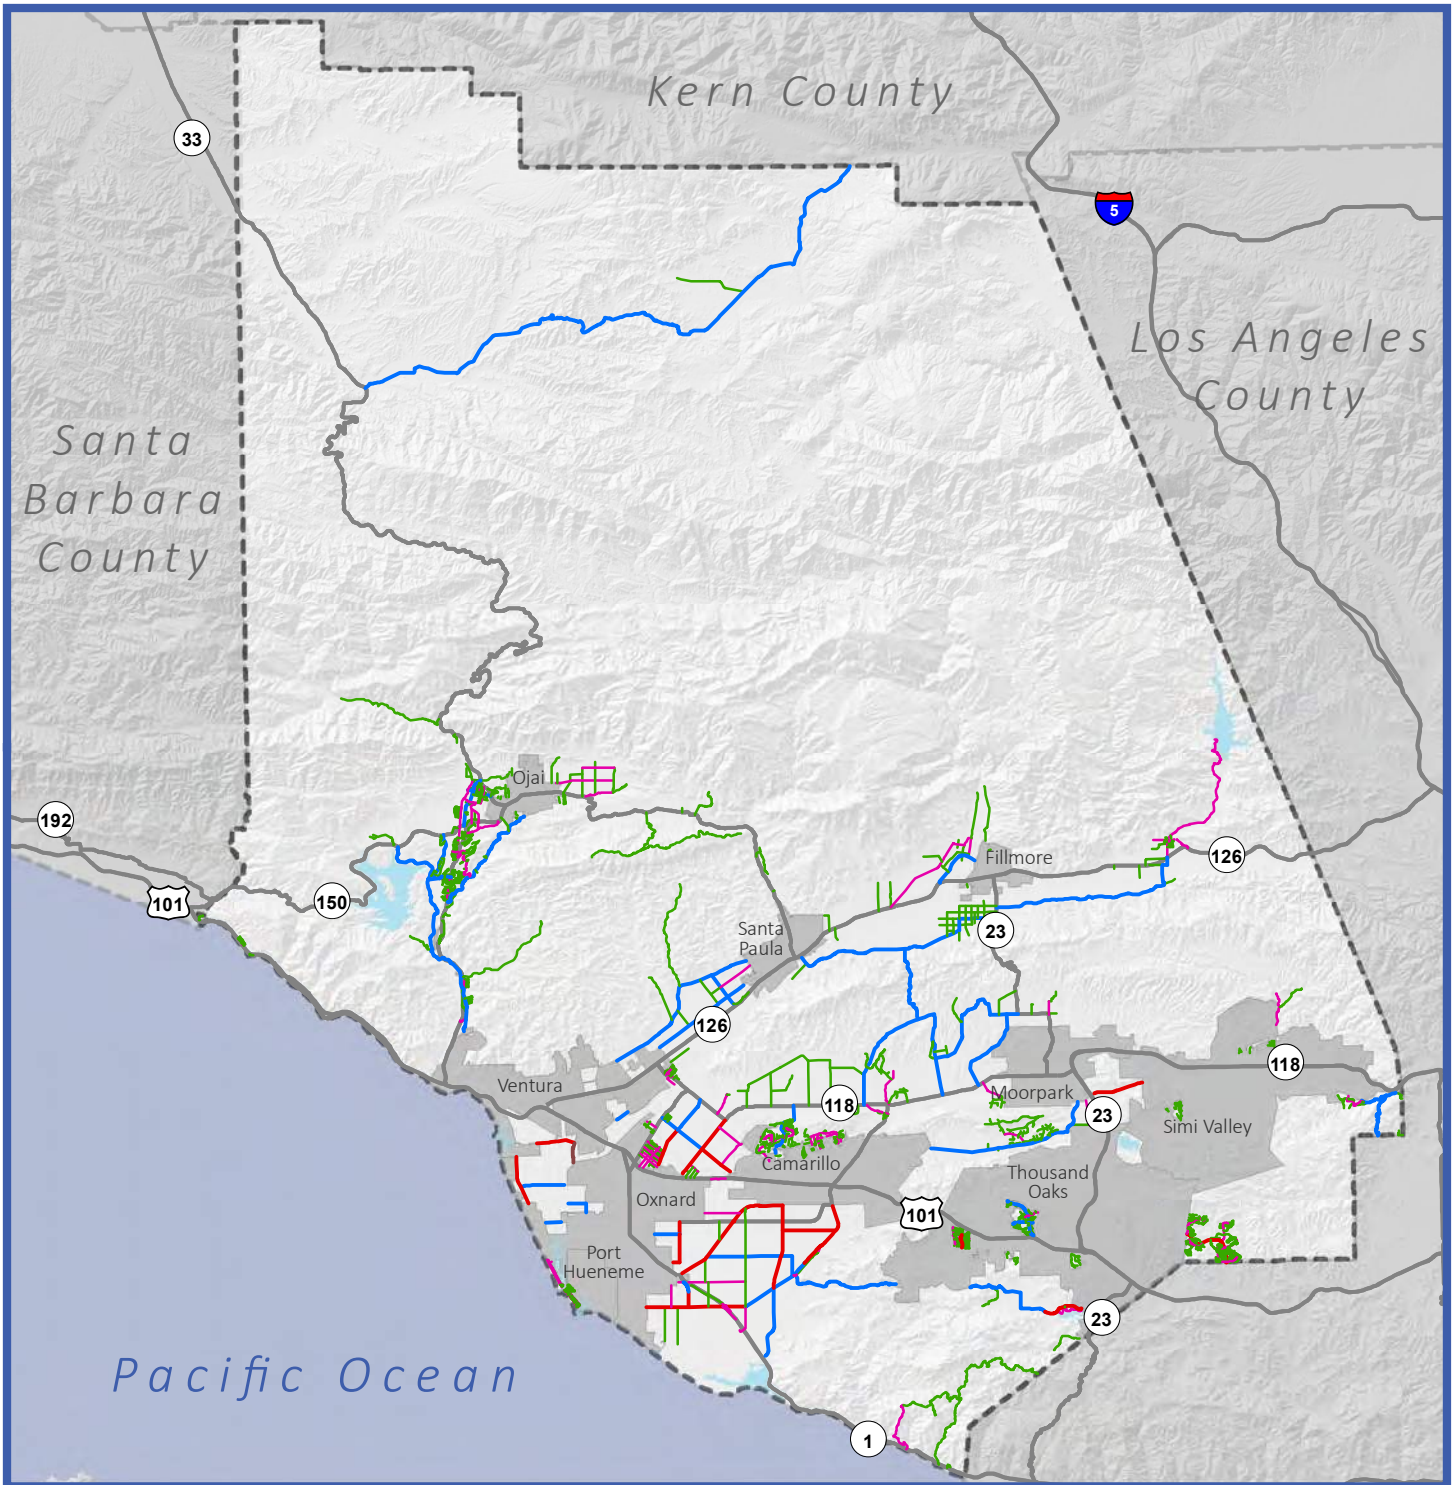 Kern County
33
5
Los Angeles
County
Santa
Barbara
County
Ojai
192
Fillmore
126
101
150
Santa
Paula
23
126
118
Ventura
118
Moorpark
23
Simi Valley
Camarillo
Thousand
Oaks
Oxnard
101
Port
Hueneme
23
Pacific Ocean
1